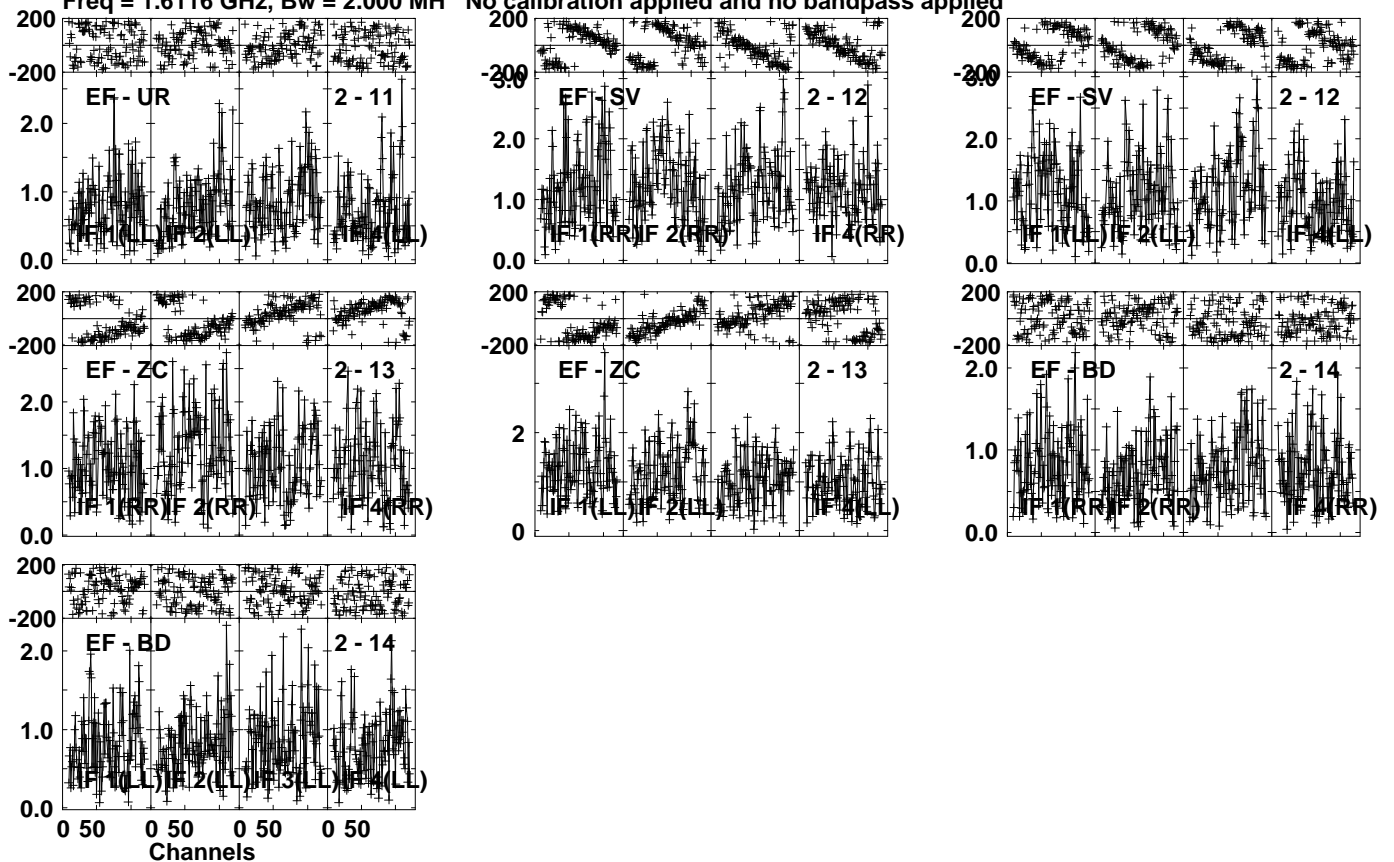 Freq = 1.6116 GHz, Bw = 2.000 MH No calibration applied and no bandpass applied
200
-200
EF - UR 2 - 11
2.0
1.0
IF 1(LL) IF 2(LL) IF 4(LL)
0.0
200
-200
3.0
EF - SV 2 - 12
2.0
1.0
IF 1(RR) IF 2(RR) IF 4(RR)
0.0
200
-200
3.0
EF - SV 2 - 12
2.0
1.0
IF 1(LL) IF 2(LL) IF 4(LL)
0.0
200
-200
EF - ZC 2 - 13
2.0
1.0
IF 1(RR) IF 2(RR) IF 4(RR)
0.0
200
-200
EF - ZC 2 - 13
2
IF 1(LL) IF 2(LL) IF 4(LL)
0
200
-200
2.0
EF - BD 2 - 14
1.0
IF 1(RR) IF 2(RR) IF 4(RR)
0.0
200
-200
EF - BD 2 - 14
2.0
1.0
IF 1(LL) IF 2(LL) IF 3(LL) IF 4(LL)
0.0
0 50 0 50 0 50 0 50
Channels